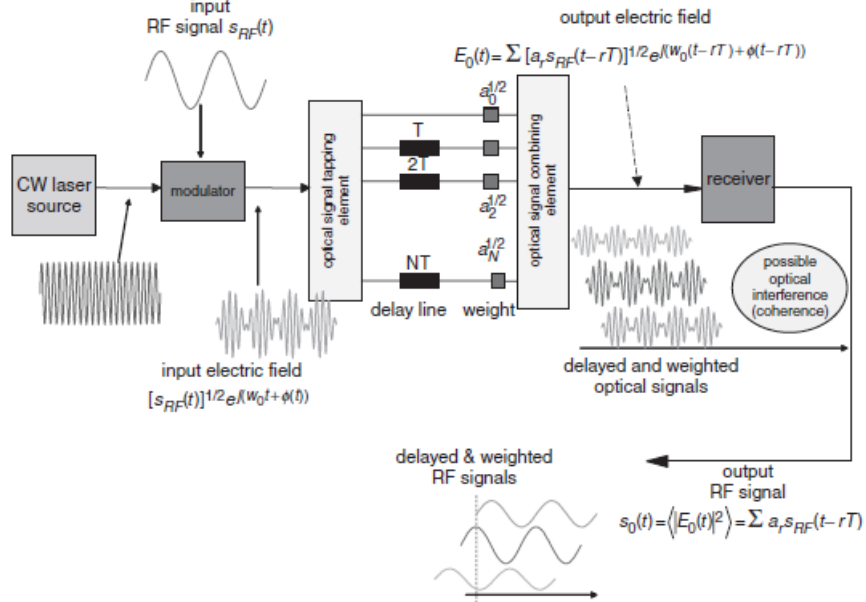 input
RF signal s_RF(t)
output electric field
E_0(t) = Σ [a_r s_RF(t–rT)]^1/2 e^j(w_0(t–rT)+ϕ(t–rT))
CW laser
source
modulator
optical signal tapping
element
T
2T
NT
delay line
a_0^1/2
a_2^1/2
a_N^1/2
weight
optical signal combining
element
receiver
possible
optical
interference
(coherence)
input electric field
[s_RF(t)]^1/2 e^j(w_0t+ϕ(t))
delayed and weighted
optical signals
delayed & weighted
RF signals
output
RF signal
s_0(t) = ⟨|E_0(t)|^2⟩ = Σ a_r s_RF(t–rT)